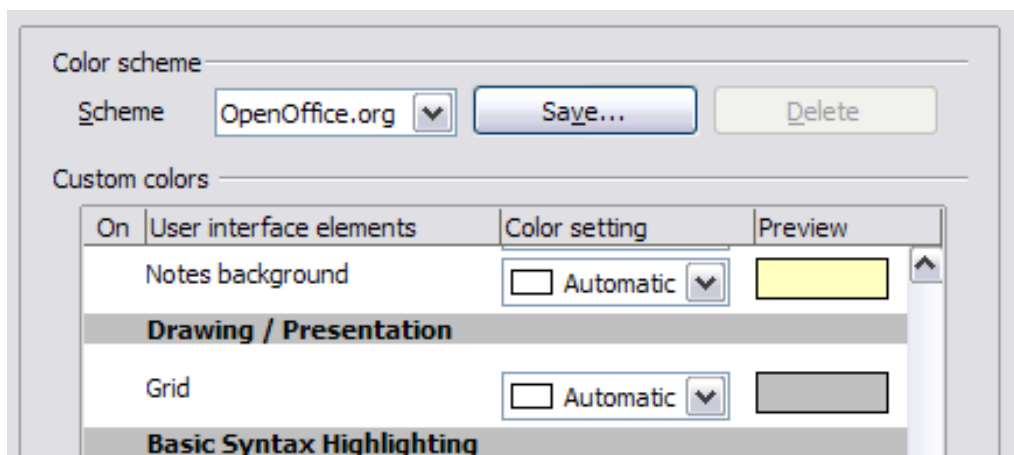 Color scheme
Scheme OpenOffice.org Save... Delete
Custom colors
On User interface elements Color setting Preview
Notes background Automatic
Drawing / Presentation
Grid Automatic
Basic Syntax Highlighting